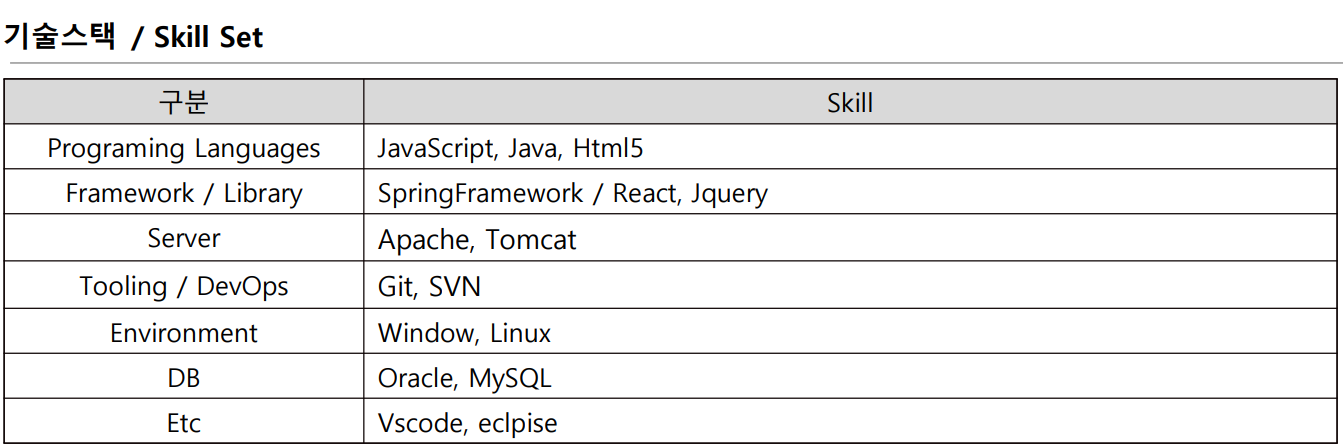 기술스택 / Skill Set
구분 Skill
Programing Languages JavaScript, Java, Html5
Framework / Library SpringFramework / React, Jquery
Server Apache, Tomcat
Tooling / DevOps Git, SVN
Environment Window, Linux
DB Oracle, MySQL
Etc Vscode, eclpise